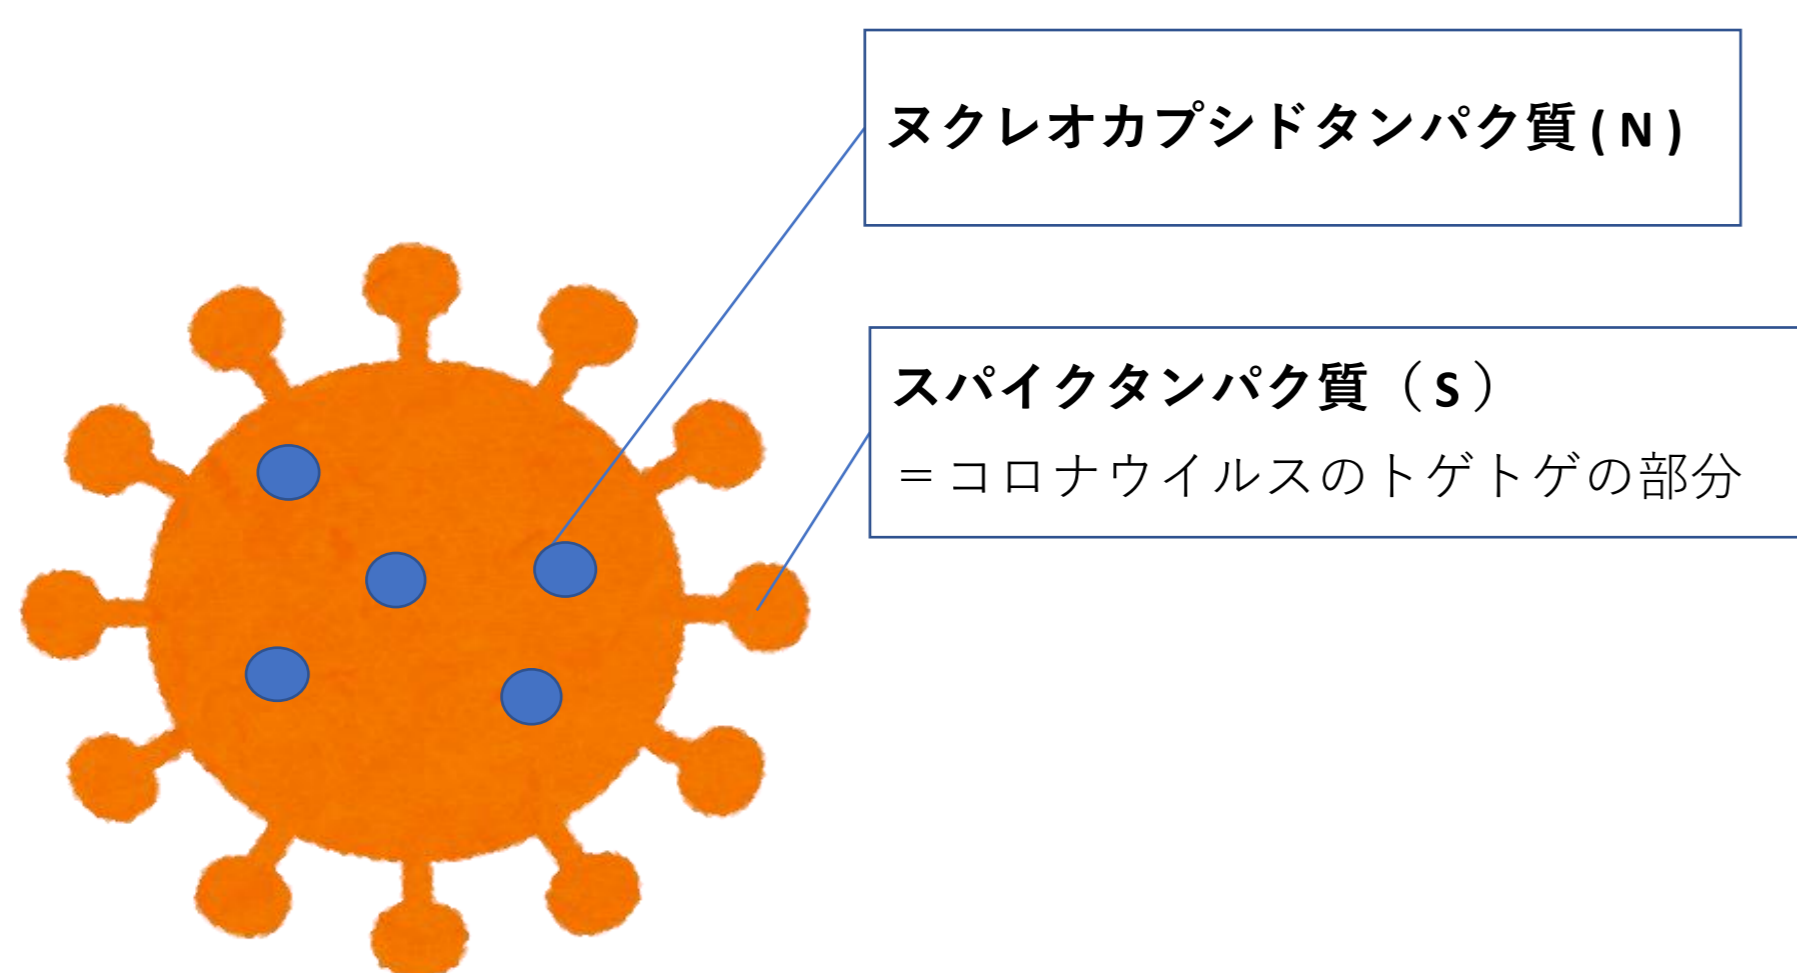 ヌクレオカプシドタンパク質(N)
スパイクタンパク質（S）
＝コロナウイルスのトゲトゲの部分